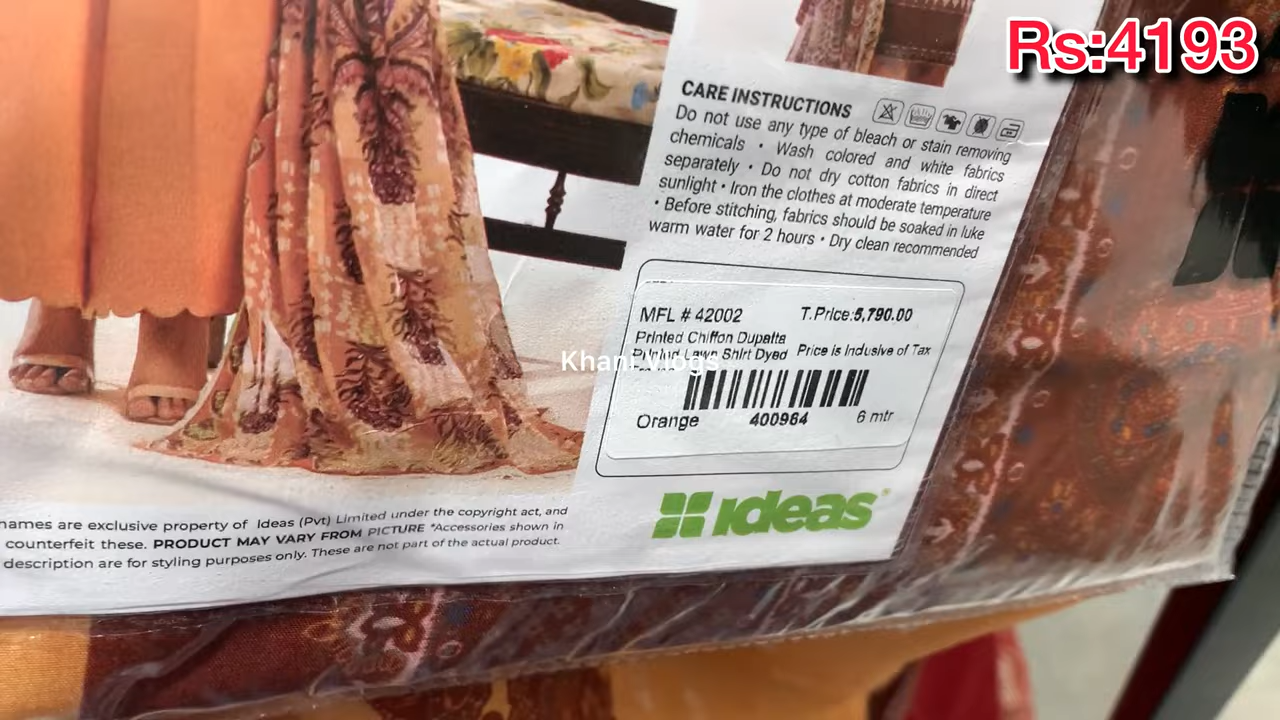 Rs:4193
CARE INSTRUCTIONS
Do not use any type of bleach or stain removing
chemicals • Wash colored and white fabrics
separately • Do not dry cotton fabrics in direct
sunlight • Iron the clothes at moderate temperature
• Before stitching, fabrics should be soaked in luke
warm water for 2 hours • Dry clean recommended
MFL # 42002 T.Price:5,790.00
Printed Chiffon Dupatta
Lawn Shirt Dyed Price is Inclusive of Tax
Khani Vlogs
Orange 400964 6 mtr
ideas
names are exclusive property of Ideas (Pvt) Limited under the copyright act, and
counterfeit these. PRODUCT MAY VARY FROM PICTURE *Accessories shown in
description are for styling purposes only. These are not part of the actual product.